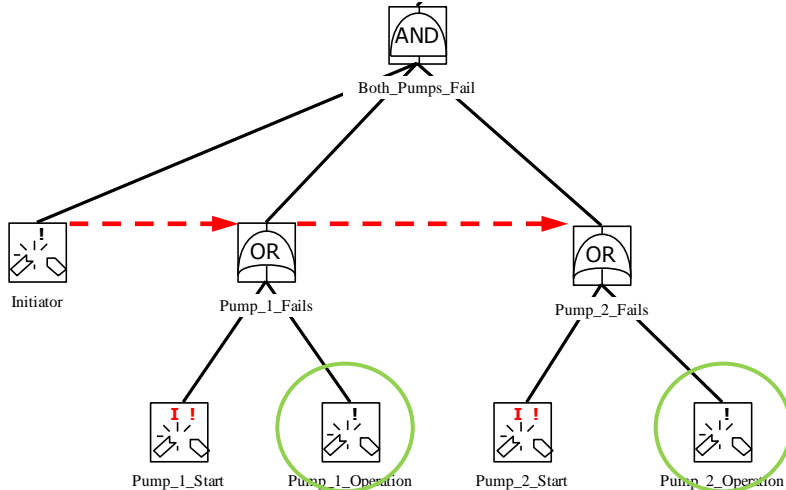 AND
Both_Pumps_Fail
!
Initiator
OR
Pump_1_Fails
OR
Pump_2_Fails
I !
Pump_1_Start
!
Pump_1_Operation
I !
Pump_2_Start
!
Pump_2_Operation